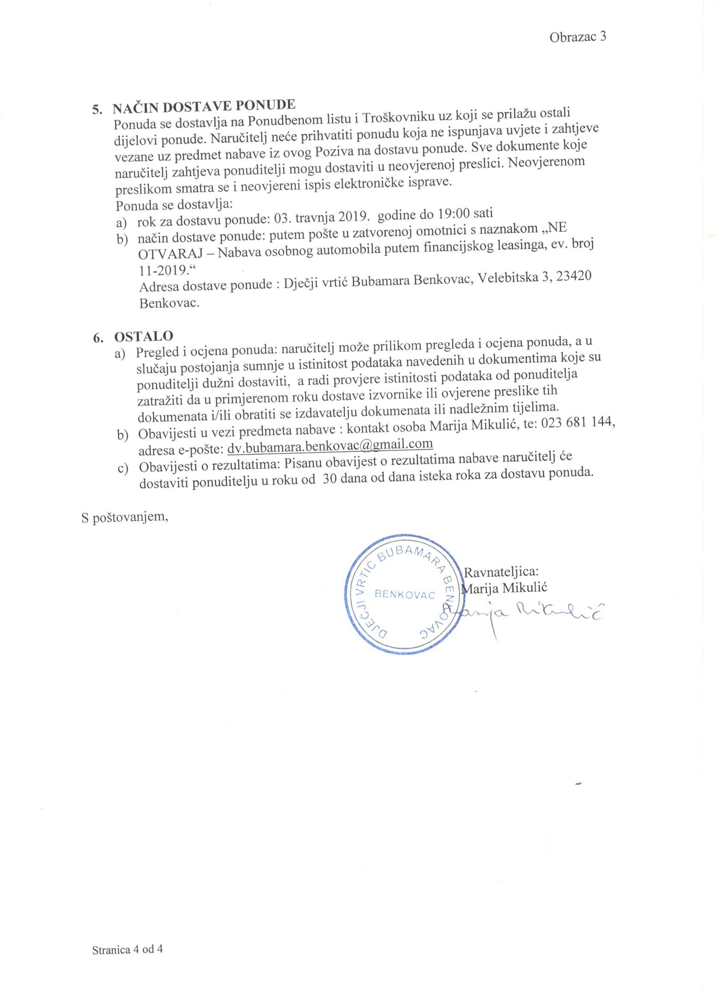 Obrazac 3
5. NAČIN DOSTAVE PONUDE
Ponuda se dostavlja na Ponudbenom listu i Troškovniku uz koji se prilažu ostali
dijelovi ponude. Naručitelj neće prihvatiti ponudu koja ne ispunjava uvjete i zahtjeve
vezane uz predmet nabave iz ovog Poziva na dostavu ponude. Sve dokumente koje
naručitelj zahtjeva ponuditelji mogu dostaviti u neovjerenoj preslici. Neovjerenom
preslikom smatra se i neovjereni ispis elektroničke isprave.
Ponuda se dostavlja:
a) rok za dostavu ponude: 03. travnja 2019. godine do 19:00 sati
b) način dostave ponude: putem pošte u zatvorenoj omotnici s naznakom „NE
OTVARAJ – Nabava osobnog automobila putem financijskog leasinga, ev. broj
11-2019.“
Adresa dostave ponude : Dječji vrtić Bubamara Benkovac, Velebitska 3, 23420
Benkovac.
6. OSTALO
a) Pregled i ocjena ponuda: naručitelj može prilikom pregleda i ocjena ponuda, a u
slučaju postojanja sumnje u istinitost podataka navedenih u dokumentima koje su
ponuditelji dužni dostaviti, a radi provjere istinitosti podataka od ponuditelja
zatražiti da u primjerenom roku dostave izvornike ili ovjerene preslike tih
dokumenata i/ili obratiti se izdavatelju dokumenata ili nadležnim tijelima.
b) Obavijesti u vezi predmeta nabave : kontakt osoba Marija Mikulić, te: 023 681 144,
adresa e-pošte: dv.bubamara.benkovac@gmail.com
c) Obavijesti o rezultatima: Pisanu obavijest o rezultatima nabave naručitelj će
dostaviti ponuditelju u roku od 30 dana od dana isteka roka za dostavu ponuda.
S poštovanjem,
DJEČJI VRTIĆ BUBAMARA BENKOVAC
BENKOVAC
Ravnateljica:
Marija Mikulić
Marija Mikulić
Stranica 4 od 4